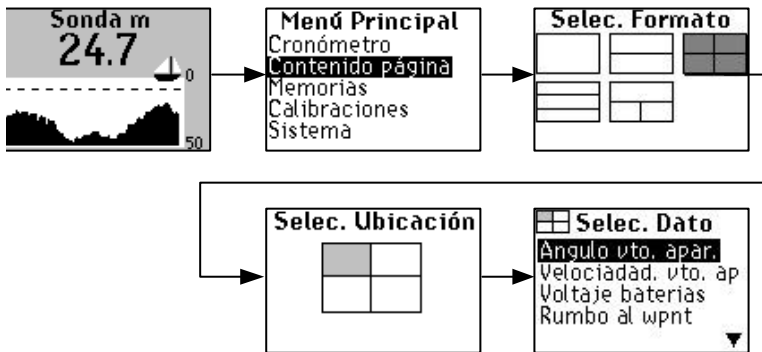 Sonda m
24.7
0
50
Menú Principal
Cronómetro
Contenido página
Memorias
Calibraciones
Sistema
Selec. Formato
Selec. Ubicación
Selec. Dato
Angulo vto. apar.
Velociadad. vto. ap
Voltaje baterias
Rumbo al wpnt